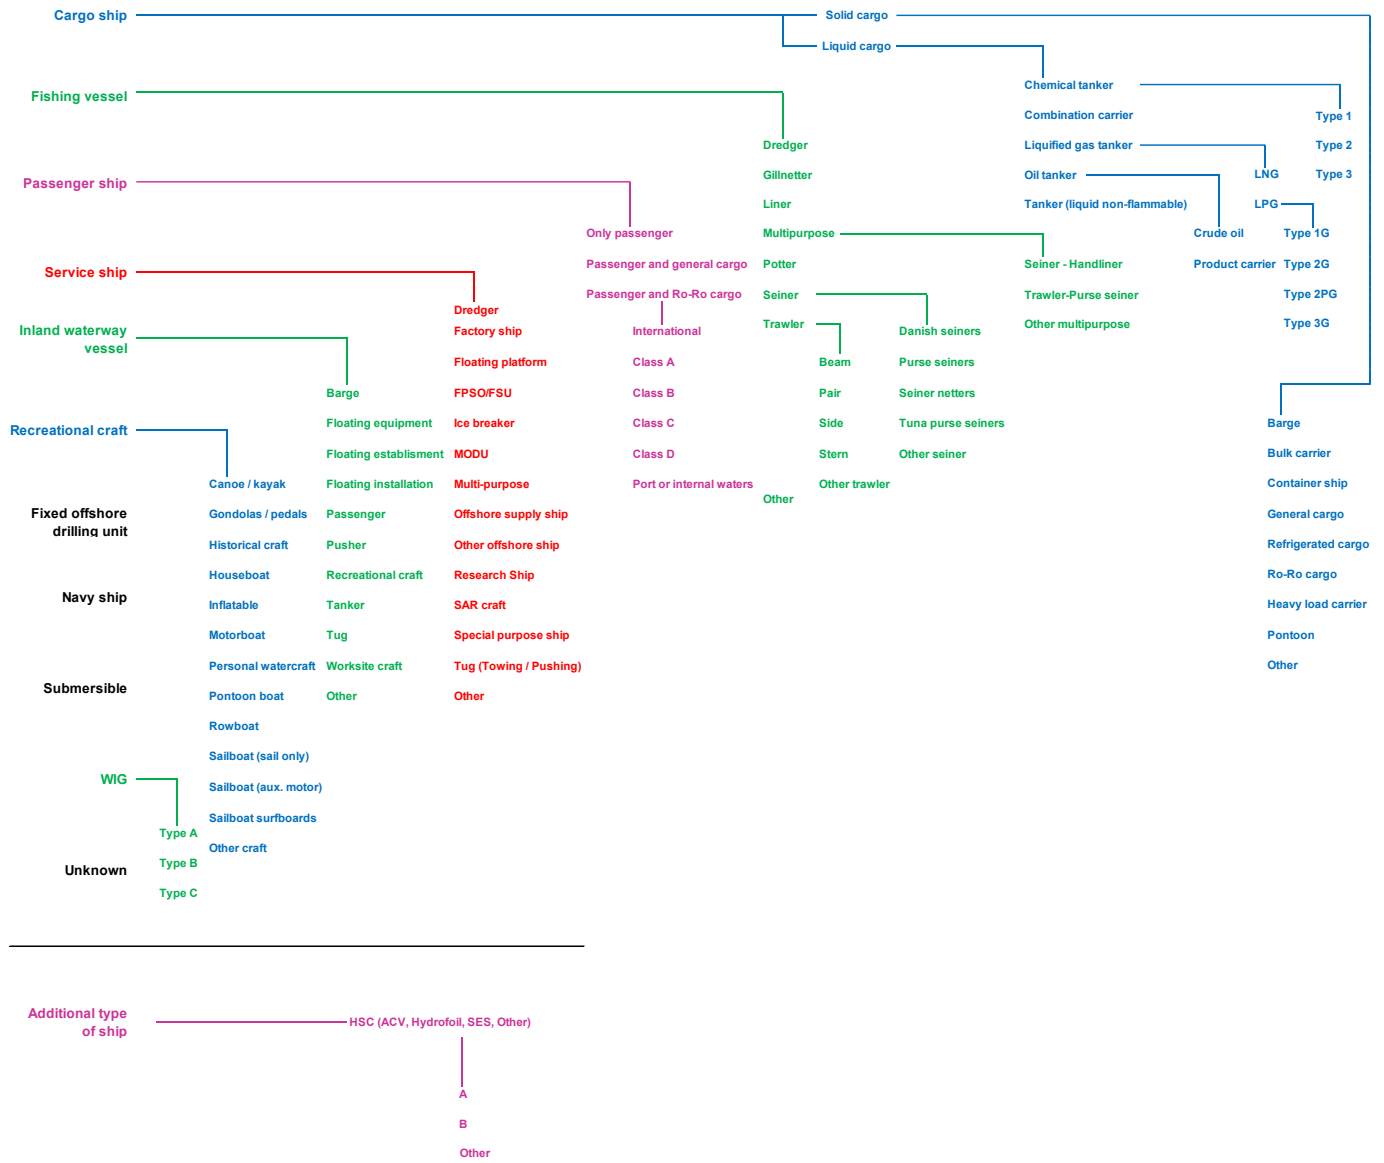 Cargo ship
Solid cargo
Liquid cargo
Chemical tanker
Combination carrier
Liquified gas tanker
Oil tanker
Tanker (liquid non-flammable)
Type 1
Type 2
Type 3
LNG
LPG
Crude oil
Product carrier
Type 1G
Type 2G
Type 2PG
Type 3G
Barge
Bulk carrier
Container ship
General cargo
Refrigerated cargo
Ro-Ro cargo
Heavy load carrier
Pontoon
Other
Fishing vessel
Dredger
Gillnetter
Liner
Multipurpose
Potter
Seiner
Trawler
Other
Seiner - Handliner
Trawler-Purse seiner
Other multipurpose
Danish seiners
Purse seiners
Seiner netters
Tuna purse seiners
Other seiner
Beam
Pair
Side
Stern
Other trawler
Passenger ship
Only passenger
Passenger and general cargo
Passenger and Ro-Ro cargo
International
Class A
Class B
Class C
Class D
Port or internal waters
Service ship
Dredger
Factory ship
Floating platform
FPSO/FSU
Ice breaker
MODU
Multi-purpose
Offshore supply ship
Other offshore ship
Research Ship
SAR craft
Special purpose ship
Tug (Towing / Pushing)
Other
Inland waterway
vessel
Barge
Floating equipment
Floating establisment
Floating installation
Passenger
Pusher
Recreational craft
Tanker
Tug
Worksite craft
Other
Recreational craft
Canoe / kayak
Gondolas / pedals
Historical craft
Houseboat
Inflatable
Motorboat
Personal watercraft
Pontoon boat
Rowboat
Sailboat (sail only)
Sailboat (aux. motor)
Sailboat surfboards
Other craft
Fixed offshore
drilling unit
Navy ship
Submersible
WIG
Type A
Type B
Type C
Unknown
Additional type
of ship
HSC (ACV, Hydrofoil, SES, Other)
A
B
Other